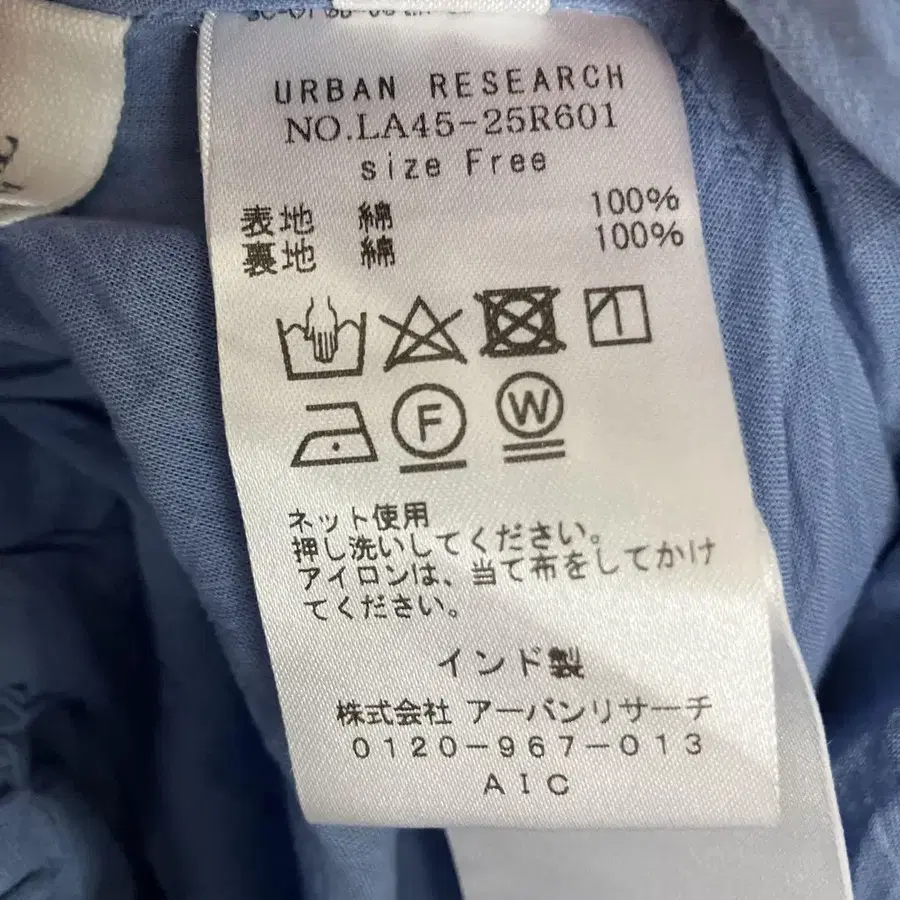 URBAN RESEARCH
NO.LA45-25R601
size Free
表地 綿 100%
裏地 綿 100%
F
W
ネット使用
押し洗いしてください。
アイロンは、当て布をしてかけ
てください。
インド製
株式会社 アーバンリサーチ
0120-967-013
AIC